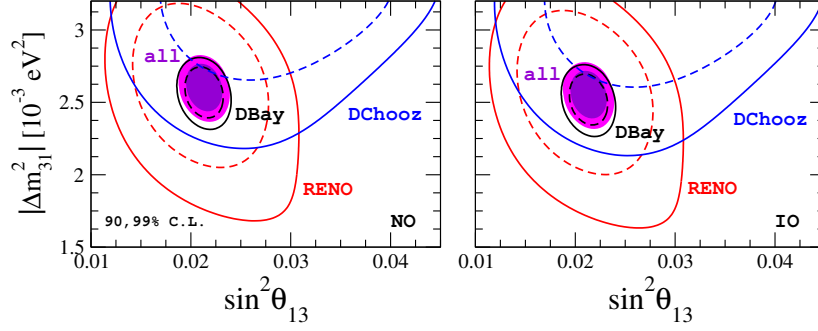 |Δm²₃₁| [10⁻³ eV²]
3
2.5
2
1.5
all
DBay
DChooz
RENO
90,99% C.L.
NO
0.01
0.02
0.03
0.04
sin²θ₁₃
all
DBay
DChooz
RENO
IO
0.01
0.02
0.03
0.04
sin²θ₁₃